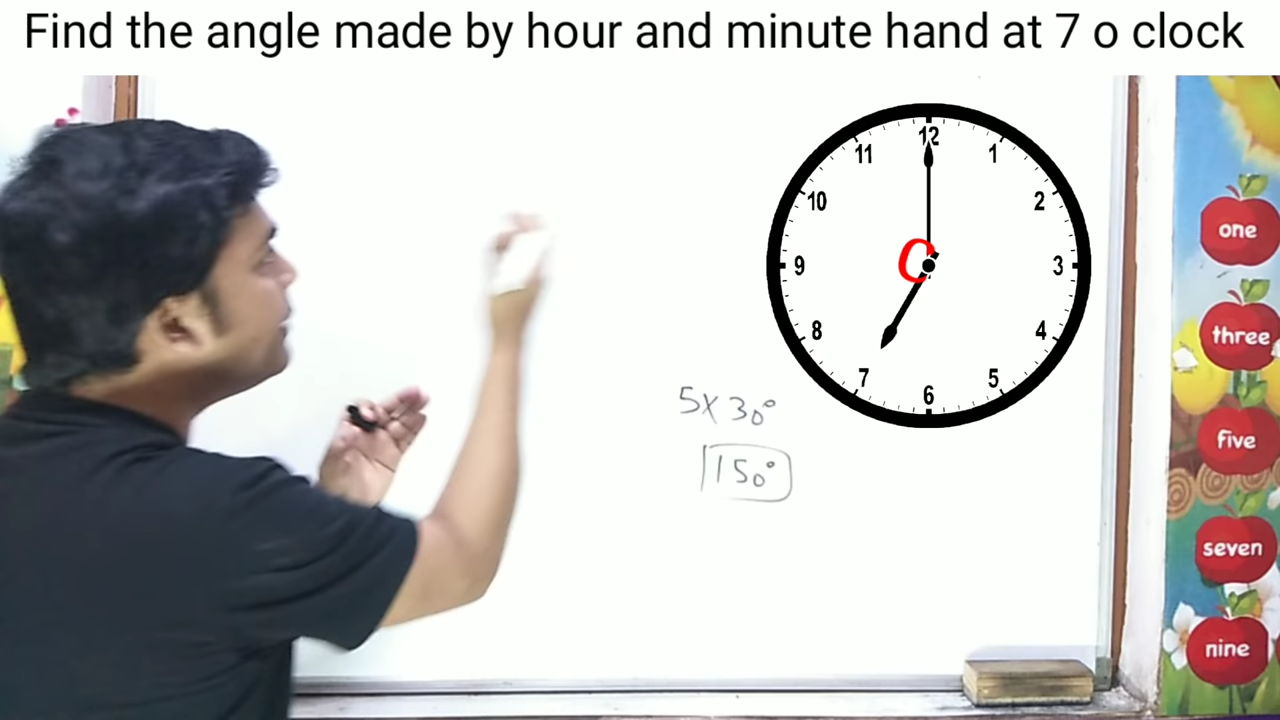 Find the angle made by hour and minute hand at 7 o clock
12
11
1
10
2
9
3
8
4
7
5
6
5X30°
150°
one
three
five
seven
nine